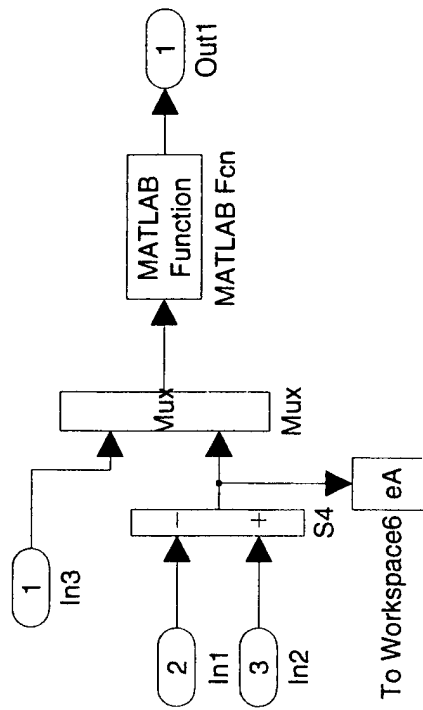 1
In3
2
In1
3
In2
−
+
S4
To Workspace6
eA
Mux
Mux
MATLAB
Function
MATLAB Fcn
1
Out1